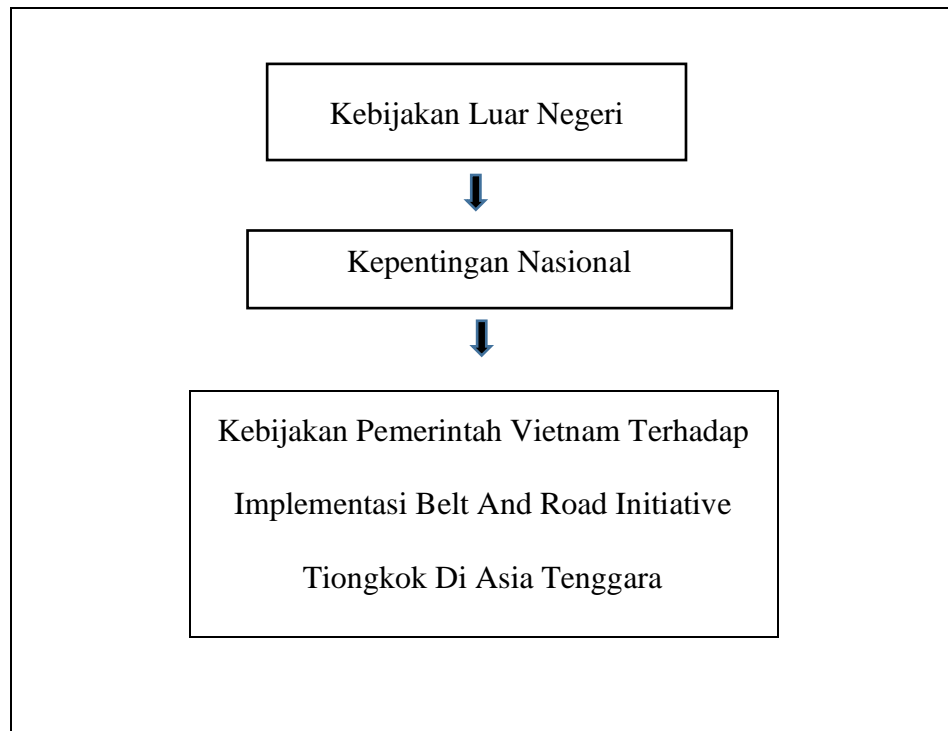 Kebijakan Luar Negeri
Kepentingan Nasional
Kebijakan Pemerintah Vietnam Terhadap
Implementasi Belt And Road Initiative
Tiongkok Di Asia Tenggara